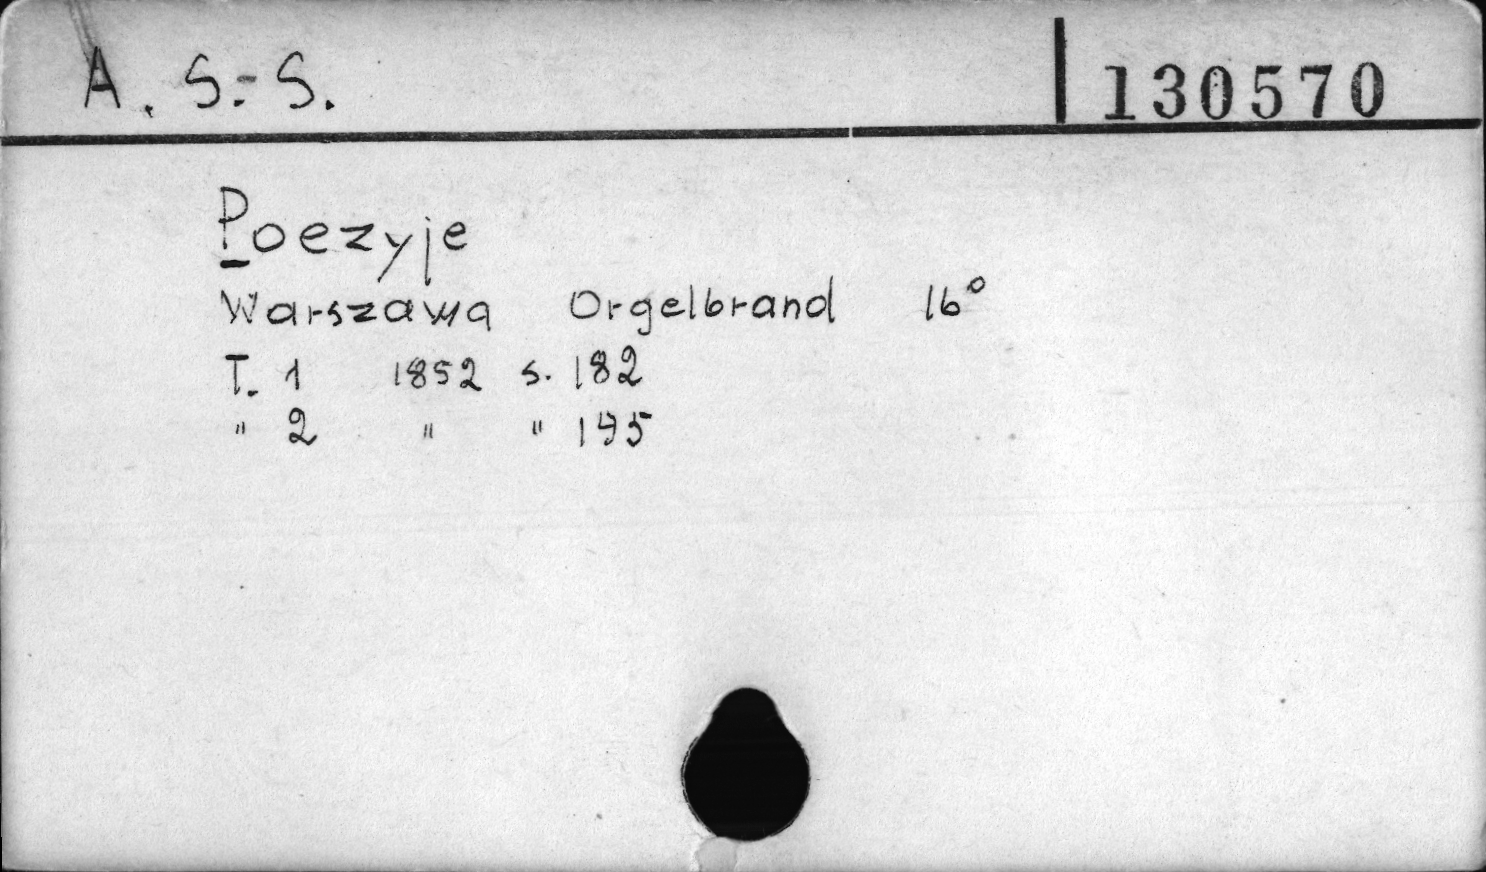 A. S.-S. 130570
Poezyje
Warszawa Orgelbrand 16°
T. 1 1852 s. 182
" 2 " " 195